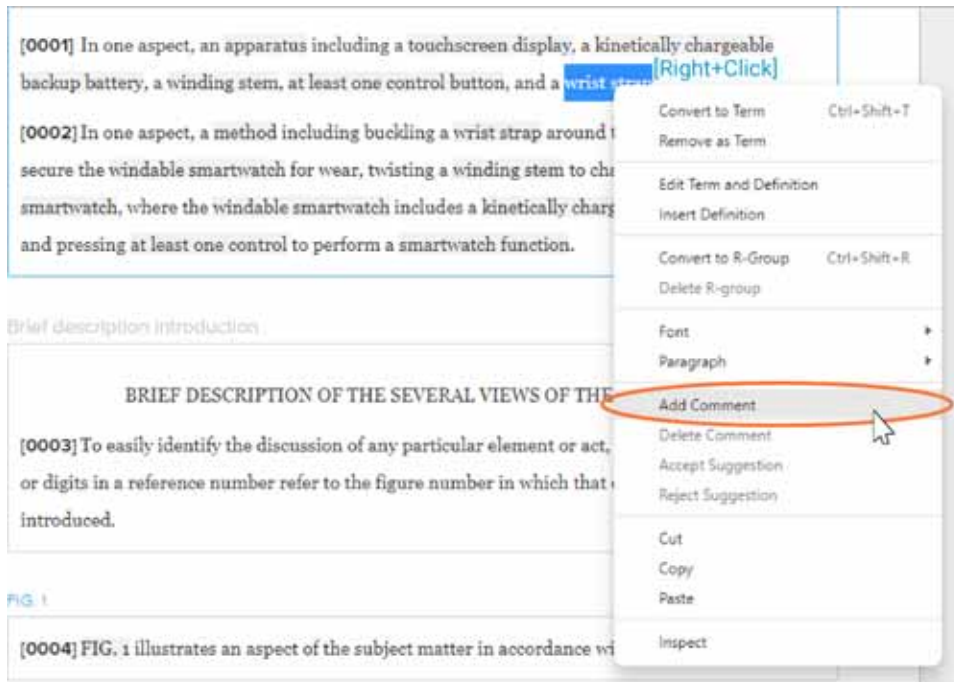 [0001] In one aspect, an apparatus including a touchscreen display, a kinetically chargeable
backup battery, a winding stem, at least one control button, and a wrist strap
[Right+Click]
[0002] In one aspect, a method including buckling a wrist strap around
secure the windable smartwatch for wear, twisting a winding stem to
smartwatch, where the windable smartwatch includes a kinetically
and pressing at least one control to perform a smartwatch function.
Brief description introduction
BRIEF DESCRIPTION OF THE SEVERAL VIEWS OF THE
[0003] To easily identify the discussion of any particular element or act,
or digits in a reference number refer to the figure number in which that
introduced.
FIG. 1
[0004] FIG. 1 illustrates an aspect of the subject matter in accordance
Convert to Term Ctrl+Shift+T
Remove as Term
Edit Term and Definition
Insert Definition
Convert to R-Group Ctrl+Shift+R
Delete R-group
Font
Paragraph
Add Comment
Delete Comment
Accept Suggestion
Reject Suggestion
Cut
Copy
Paste
Inspect